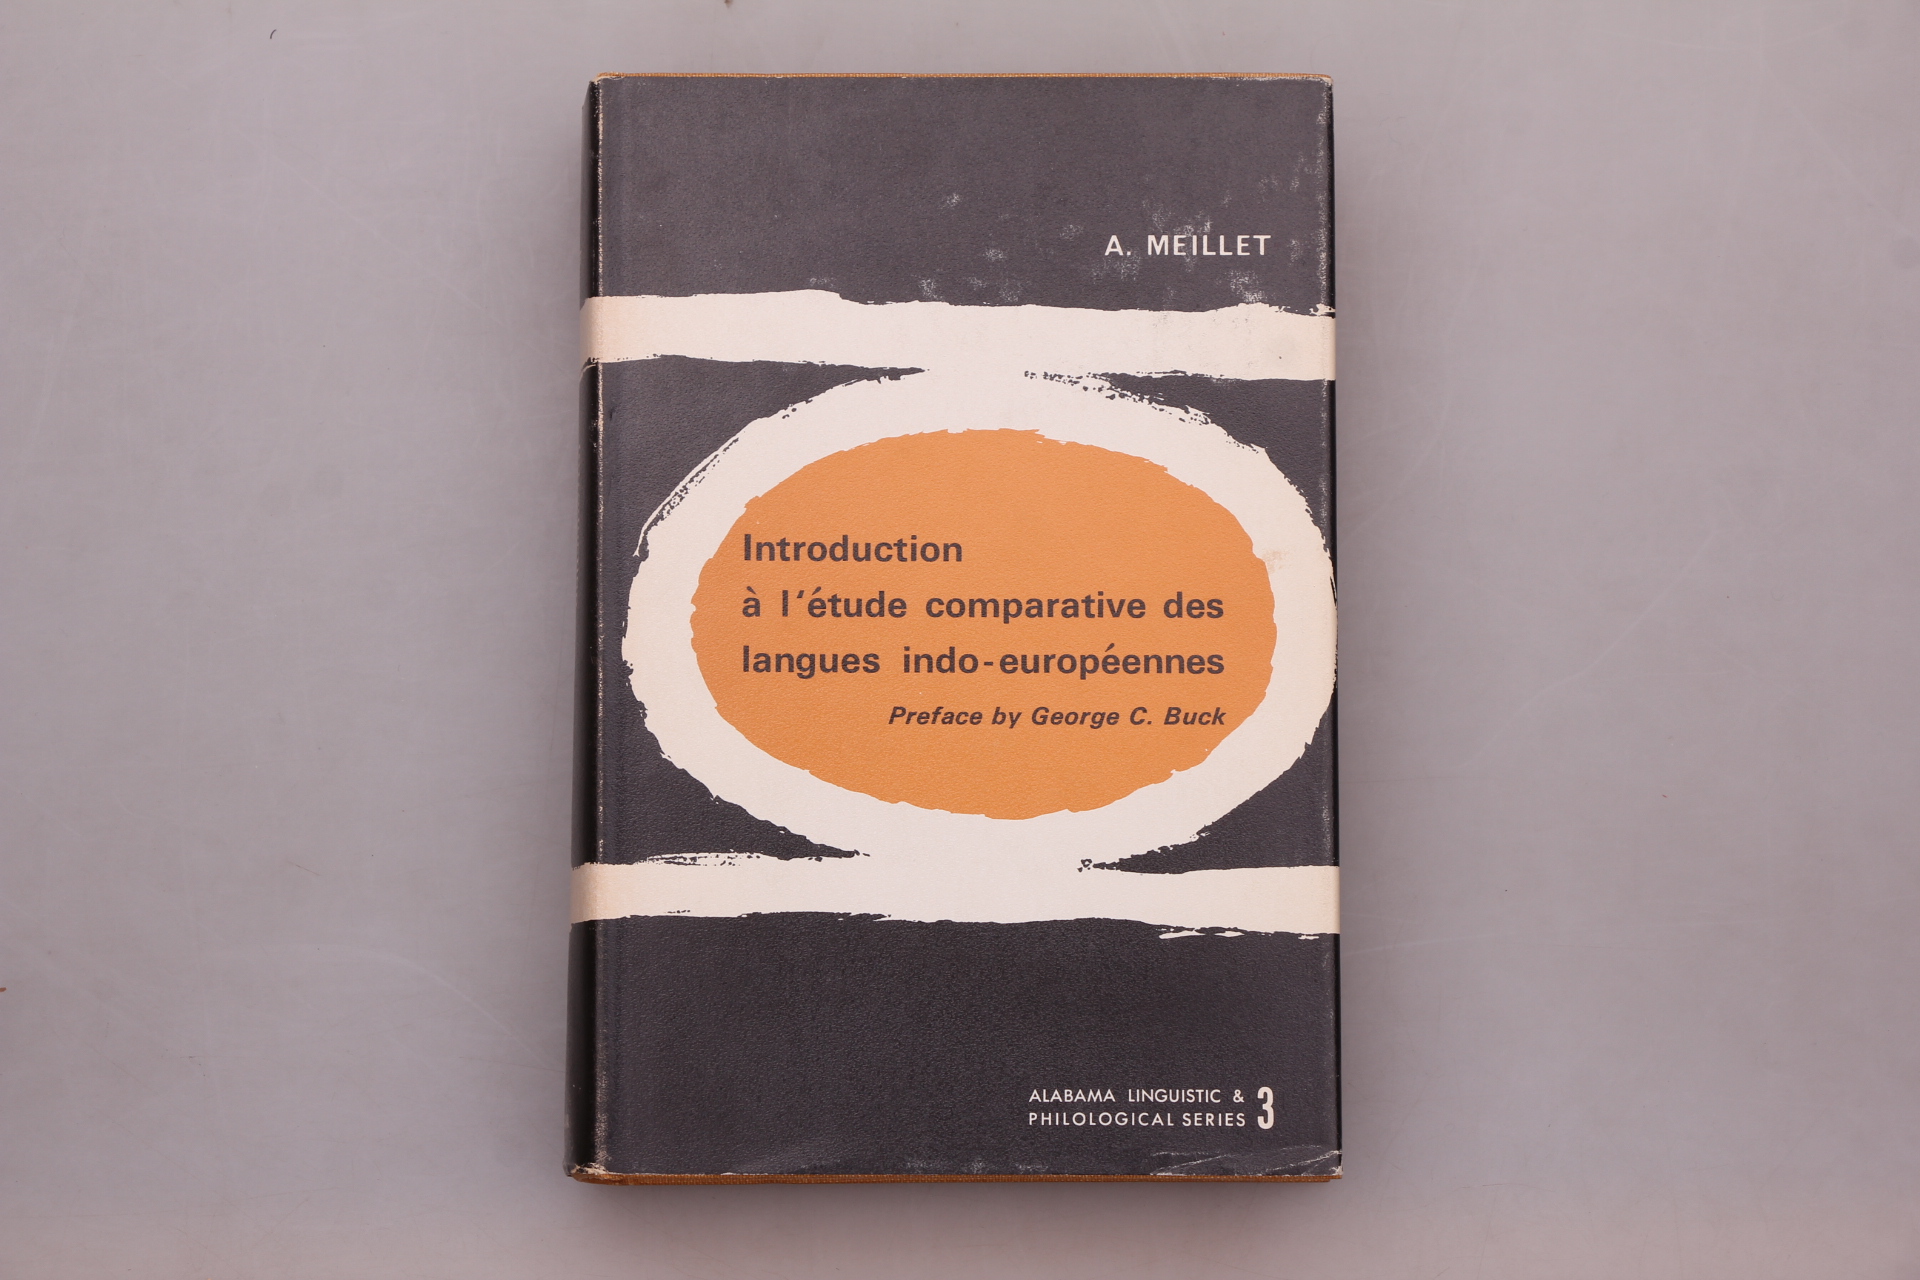 A. MEILLET
Introduction
à l‘étude comparative des
langues indo-européennes
Preface by George C. Buck
ALABAMA LINGUISTIC &
PHILOLOGICAL SERIES 3